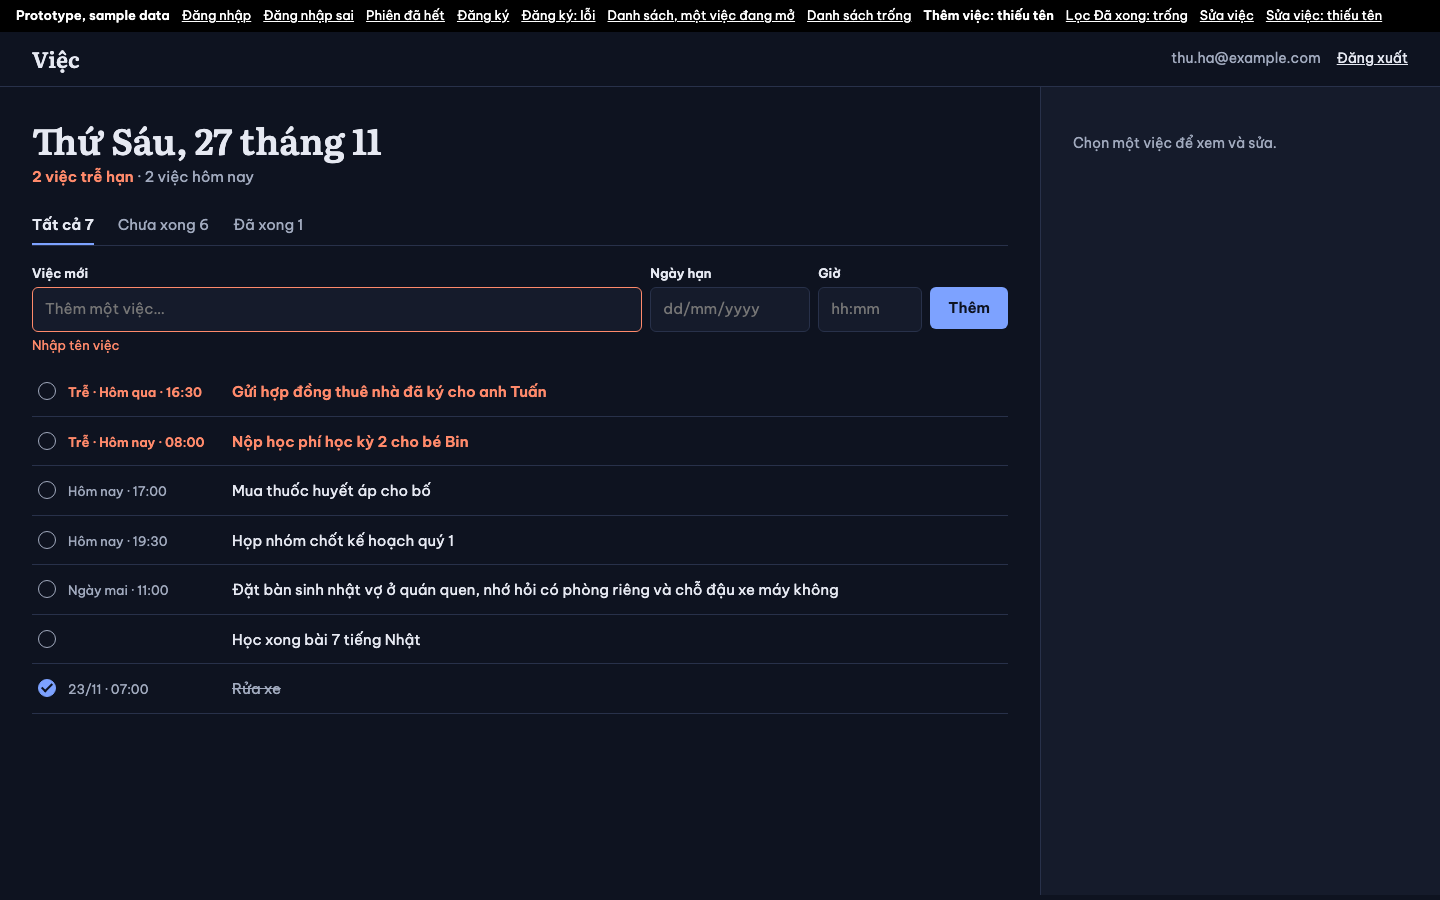 Prototype, sample data Đăng nhập Đăng nhập sai Phiên đã hết Đăng ký Đăng ký: lỗi Danh sách, một việc đang mở Danh sách trống Thêm việc: thiếu tên Lọc Đã xong: trống Sửa việc Sửa việc: thiếu tên
Việc thu.ha@example.com Đăng xuất
Thứ Sáu, 27 tháng 11
2 việc trễ hạn · 2 việc hôm nay
Chọn một việc để xem và sửa.
Tất cả 7 Chưa xong 6 Đã xong 1
Việc mới Ngày hạn Giờ
Thêm một việc... dd/mm/yyyy hh:mm Thêm
Nhập tên việc
Trễ · Hôm qua · 16:30 Gửi hợp đồng thuê nhà đã ký cho anh Tuấn
Trễ · Hôm nay · 08:00 Nộp học phí học kỳ 2 cho bé Bin
Hôm nay · 17:00 Mua thuốc huyết áp cho bố
Hôm nay · 19:30 Họp nhóm chốt kế hoạch quý 1
Ngày mai · 11:00 Đặt bàn sinh nhật vợ ở quán quen, nhớ hỏi có phòng riêng và chỗ đậu xe máy không
Học xong bài 7 tiếng Nhật
23/11 · 07:00 Rửa xe